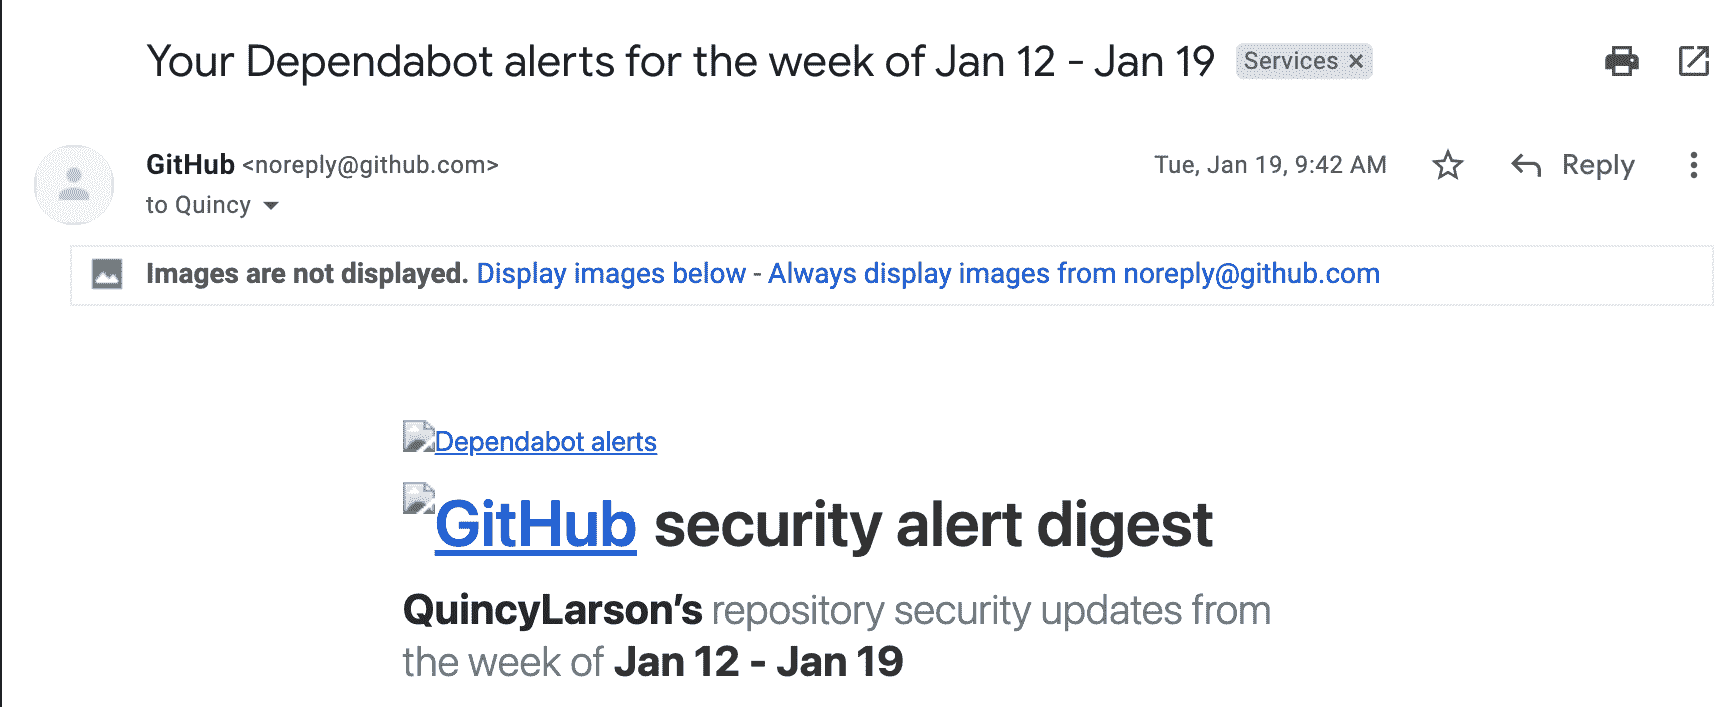 Your Dependabot alerts for the week of Jan 12 - Jan 19 Services ×
GitHub <noreply@github.com> Tue, Jan 19, 9:42 AM Reply
to Quincy
Images are not displayed. Display images below - Always display images from noreply@github.com
Dependabot alerts
GitHub security alert digest
QuincyLarson’s repository security updates from
the week of Jan 12 - Jan 19